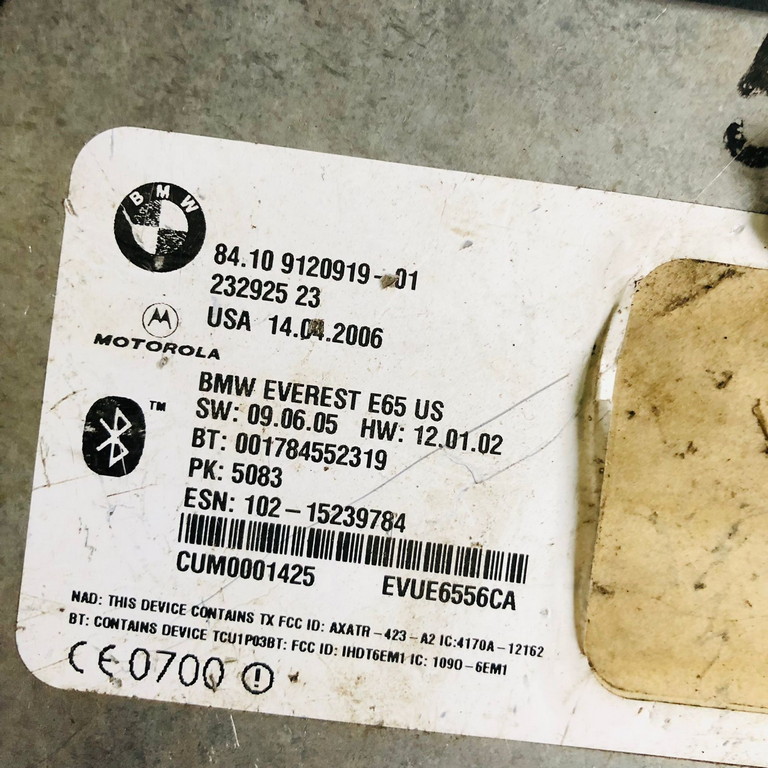 BMW
84.10 9120919-01
232925 23
USA 14.04.2006
MOTOROLA
BMW EVEREST E65 US
SW: 09.06.05 HW: 12.01.02
TM
BT: 001784552319
PK: 5083
ESN: 102-15239784
CUM0001425 EVUE6556CA
NAD: THIS DEVICE CONTAINS TX FCC ID: AXATR-423-A2 IC:4170A-12162
BT: CONTAINS DEVICE TCU1P03BT: FCC ID: IHDT6EM1 IC: 1090-6EM1
CE0700